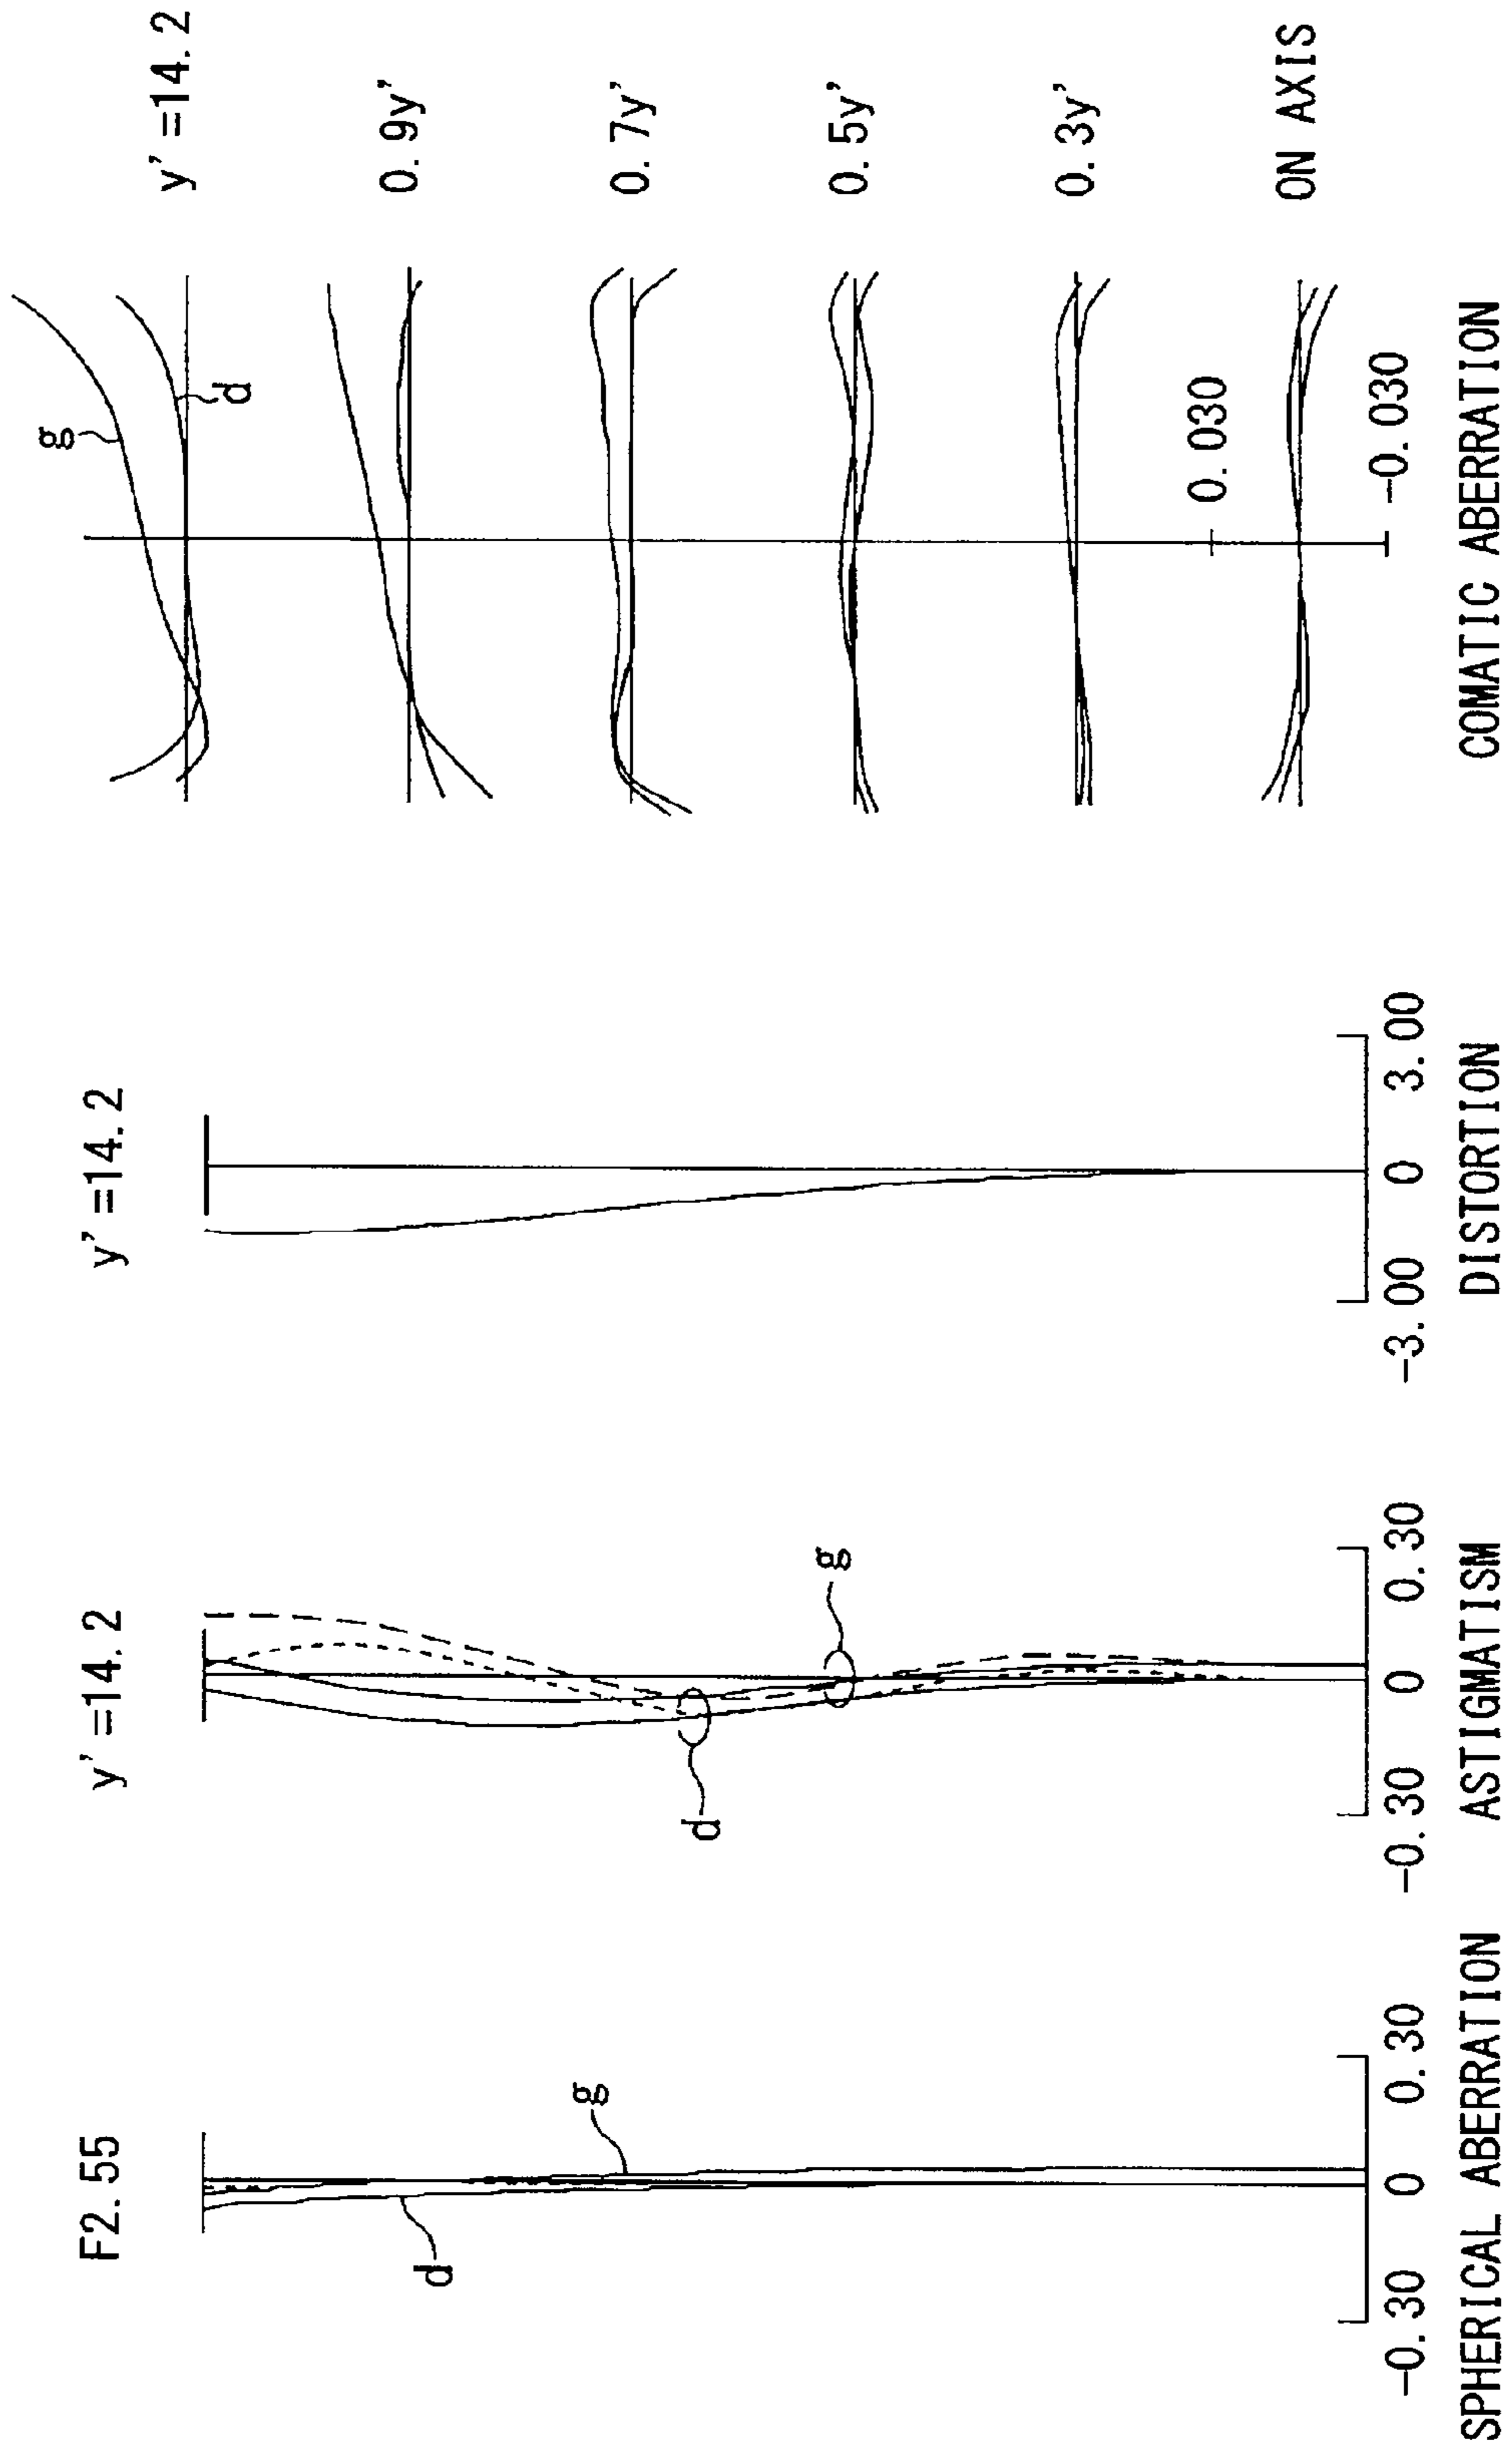 F2. 55
g
d
-0. 30
0
0. 30
SPHERICAL ABERRATION
y' =14. 2
g
d
-0. 30
0
0. 30
ASTIGMATISM
y' =14. 2
-3. 00
0
3. 00
DISTORTION
g
d
y' =14. 2
0. 9y'
0. 7y'
0. 5y'
0. 3y'
0. 030
ON AXIS
-0. 030
COMATIC ABERRATION